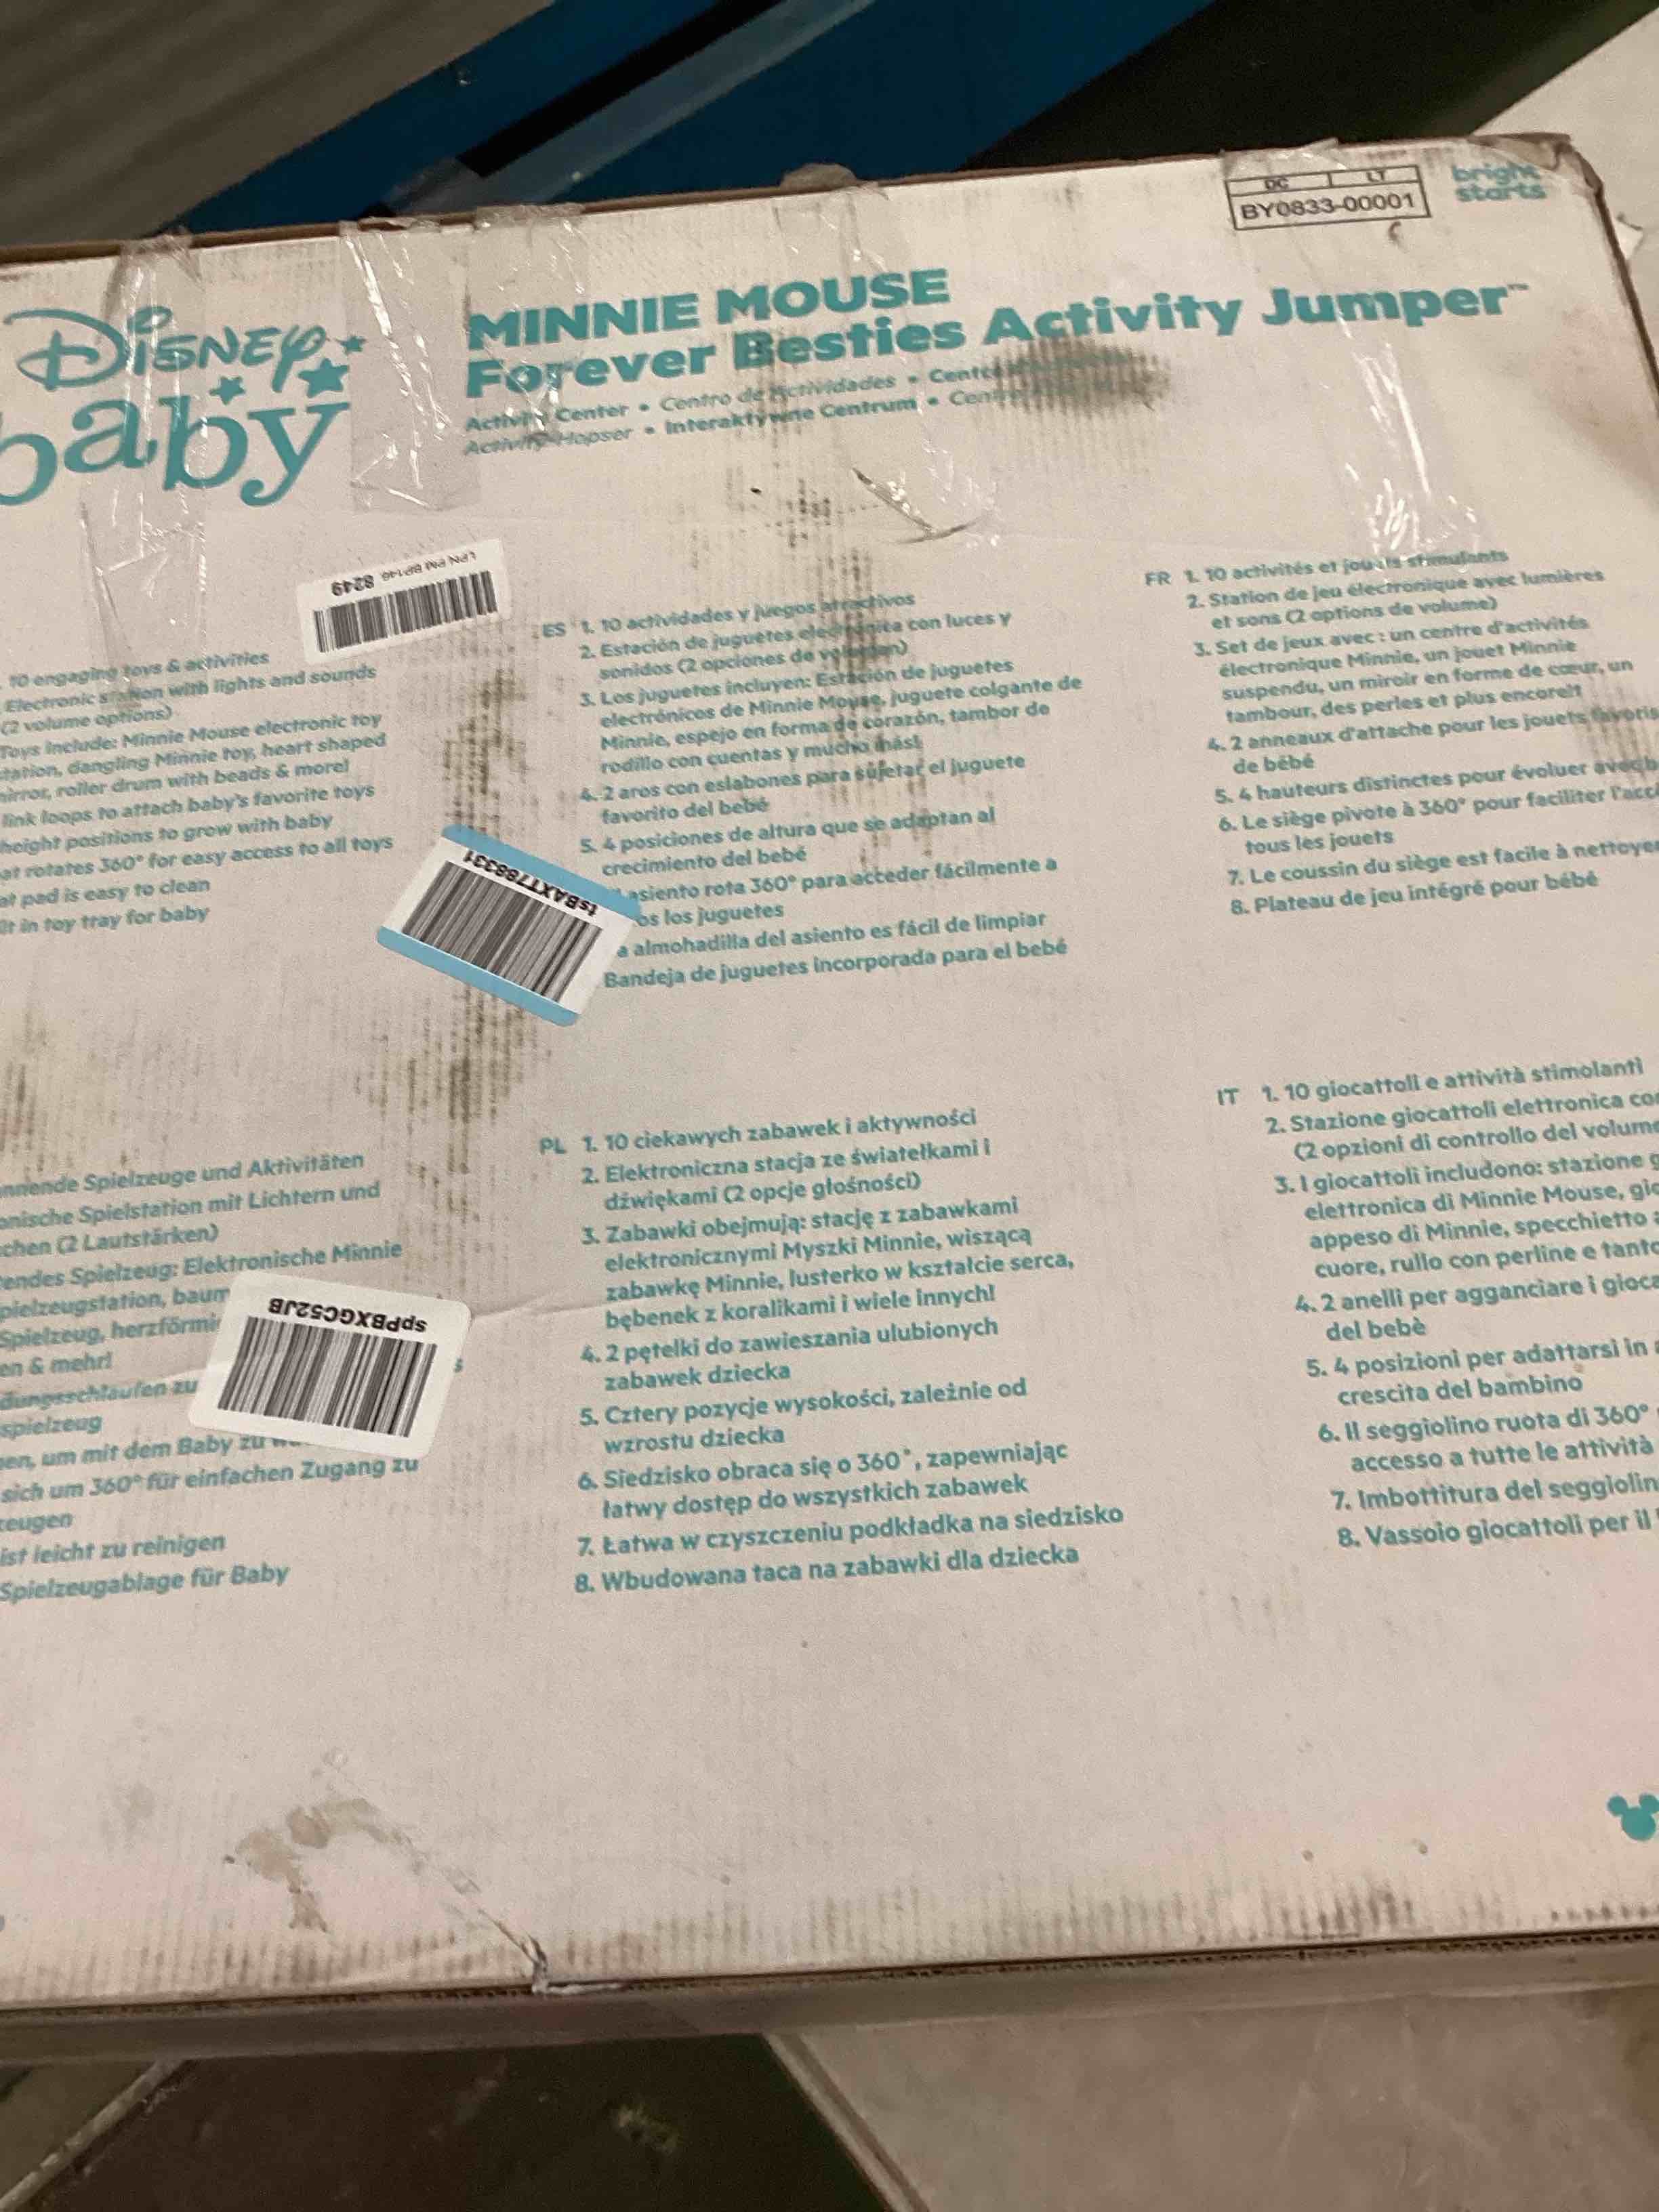 DC LT
BY0833-00001
bright
starts
Disney
baby
MINNIE MOUSE
Forever Besties Activity Jumper™
Activity Center • Centro de Actividades •
Activity-Hopser • Interaktywne Centrum •
8249
10 engaging toys & activities
Electronic station with lights and sounds
(2 volume options)
Toys include: Minnie Mouse electronic toy
station, dangling Minnie toy, heart shaped
mirror, roller drum with beads & more!
link loops to attach baby's favorite toys
height positions to grow with baby
at rotates 360° for easy access to all toys
at pad is easy to clean
ilt in toy tray for baby
ES 1. 10 actividades y juegos atractivos
2. Estación de juguetes electrónica con luces y
sonidos (2 opciones de volumen)
3. Los juguetes incluyen: Estación de juguetes
electrónicos de Minnie Mouse, juguete colgante de
Minnie, espejo en forma de corazón, tambor de
rodillo con cuentas y mucho más!
4. 2 aros con eslabones para sujetar el juguete
favorito del bebé
5. 4 posiciones de altura que se adaptan al
crecimiento del bebé
asiento rota 360° para acceder fácilmente a
os los juguetes
a almohadilla del asiento es fácil de limpiar
Bandeja de juguetes incorporada para el bebé
tsBAXT788331
FR 1. 10 activités et jouets stimulants
2. Station de jeu électronique avec lumières
et sons (2 options de volume)
3. Set de jeux avec : un centre d'activités
électronique Minnie, un jouet Minnie
suspendu, un miroir en forme de cœur, un
tambour, des perles et plus encore!t
4. 2 anneaux d'attache pour les jouets favoris
de bébé
5. 4 hauteurs distinctes pour évoluer avec b
6. Le siège pivote à 360° pour faciliter l'acc
tous les jouets
7. Le coussin du siège est facile à nettoyer
8. Plateau de jeu intégré pour bébé
nnende Spielzeuge und Aktivitäten
onische Spielstation mit Lichtern und
chen (2 Lautstärken)
tendes Spielzeug: Elektronische Minnie
pielzeugstation, baum
Spielzeug, herzförmig
en & mehr!
dungsschlaufen zu s
spielzeug
en, um mit dem Baby zu
sich um 360° für einfachen Zugang zu
zeugen
ist leicht zu reinigen
Spielzeugablage für Baby
spPBXGC52JB
PL 1. 10 ciekawych zabawek i aktywności
2. Elektroniczna stacja ze światełkami i
dźwiękami (2 opcje głośności)
3. Zabawki obejmują: stację z zabawkami
elektronicznymi Myszki Minnie, wiszącą
zabawkę Minnie, lusterko w kształcie serca,
bębenek z koralikami i wiele innych!
4. 2 pętelki do zawieszania ulubionych
zabawek dziecka
5. Cztery pozycje wysokości, zależnie od
wzrostu dziecka
6. Siedzisko obraca się o 360°, zapewniając
łatwy dostęp do wszystkich zabawek
7. Łatwa w czyszczeniu podkładka na siedzisko
8. Wbudowana taca na zabawki dla dziecka
IT 1. 10 giocattoli e attività stimolanti
2. Stazione giocattoli elettronica con
(2 opzioni di controllo del volume
3. I giocattoli includono: stazione g
elettronica di Minnie Mouse, gio
appeso di Minnie, specchietto a
cuore, rullo con perline e tanto
4. 2 anelli per agganciare i gioca
del bebè
5. 4 posizioni per adattarsi in a
crescita del bambino
6. Il seggiolino ruota di 360°
accesso a tutte le attività
7. Imbottitura del seggiolin
8. Vassoio giocattoli per il